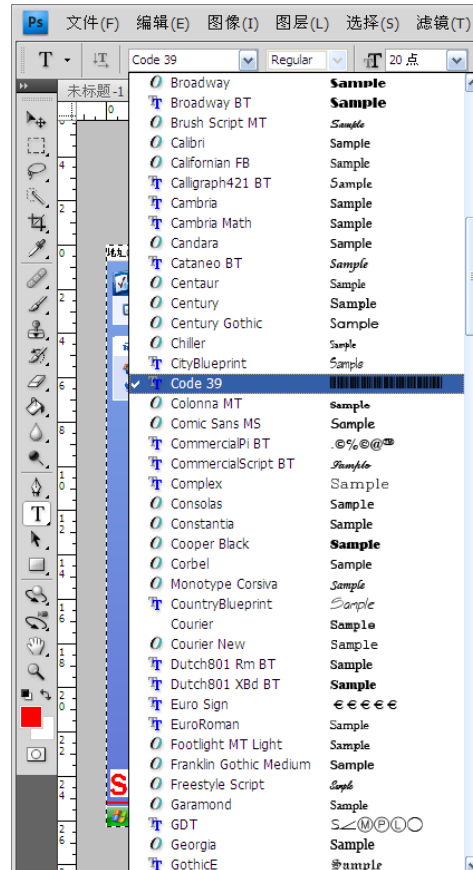 Ps 文件(F) 编辑(E) 图像(I) 图层(L) 选择(S) 滤镜(T)
T Code 39 Regular 20 点
未标题-1
Broadway Sample
Broadway BT Sample
Brush Script MT Sample
Calibri Sample
Californian FB Sample
Calligraph421 BT Sample
Cambria Sample
Cambria Math Sample
Candara Sample
Cataneo BT Sample
Centaur Sample
Century Sample
Century Gothic Sample
Chiller Sample
CityBlueprint Sample
Code 39
Colonna MT Sample
Comic Sans MS Sample
CommercialPi BT .©%©@
CommercialScript BT Sample
Complex Sample
Consolas Sample
Constantia Sample
Cooper Black Sample
Corbel Sample
Monotype Corsiva Sample
CountryBlueprint Sample
Courier Sample
Courier New Sample
Dutch801 Rm BT Sample
Dutch801 XBd BT Sample
Euro Sign €€€€€
EuroRoman Sample
Footlight MT Light Sample
Franklin Gothic Medium Sample
Freestyle Script Sample
Garamond Sample
GDT S∠ⓂⓅⓁ○
Georgia Sample
GothicE Sample